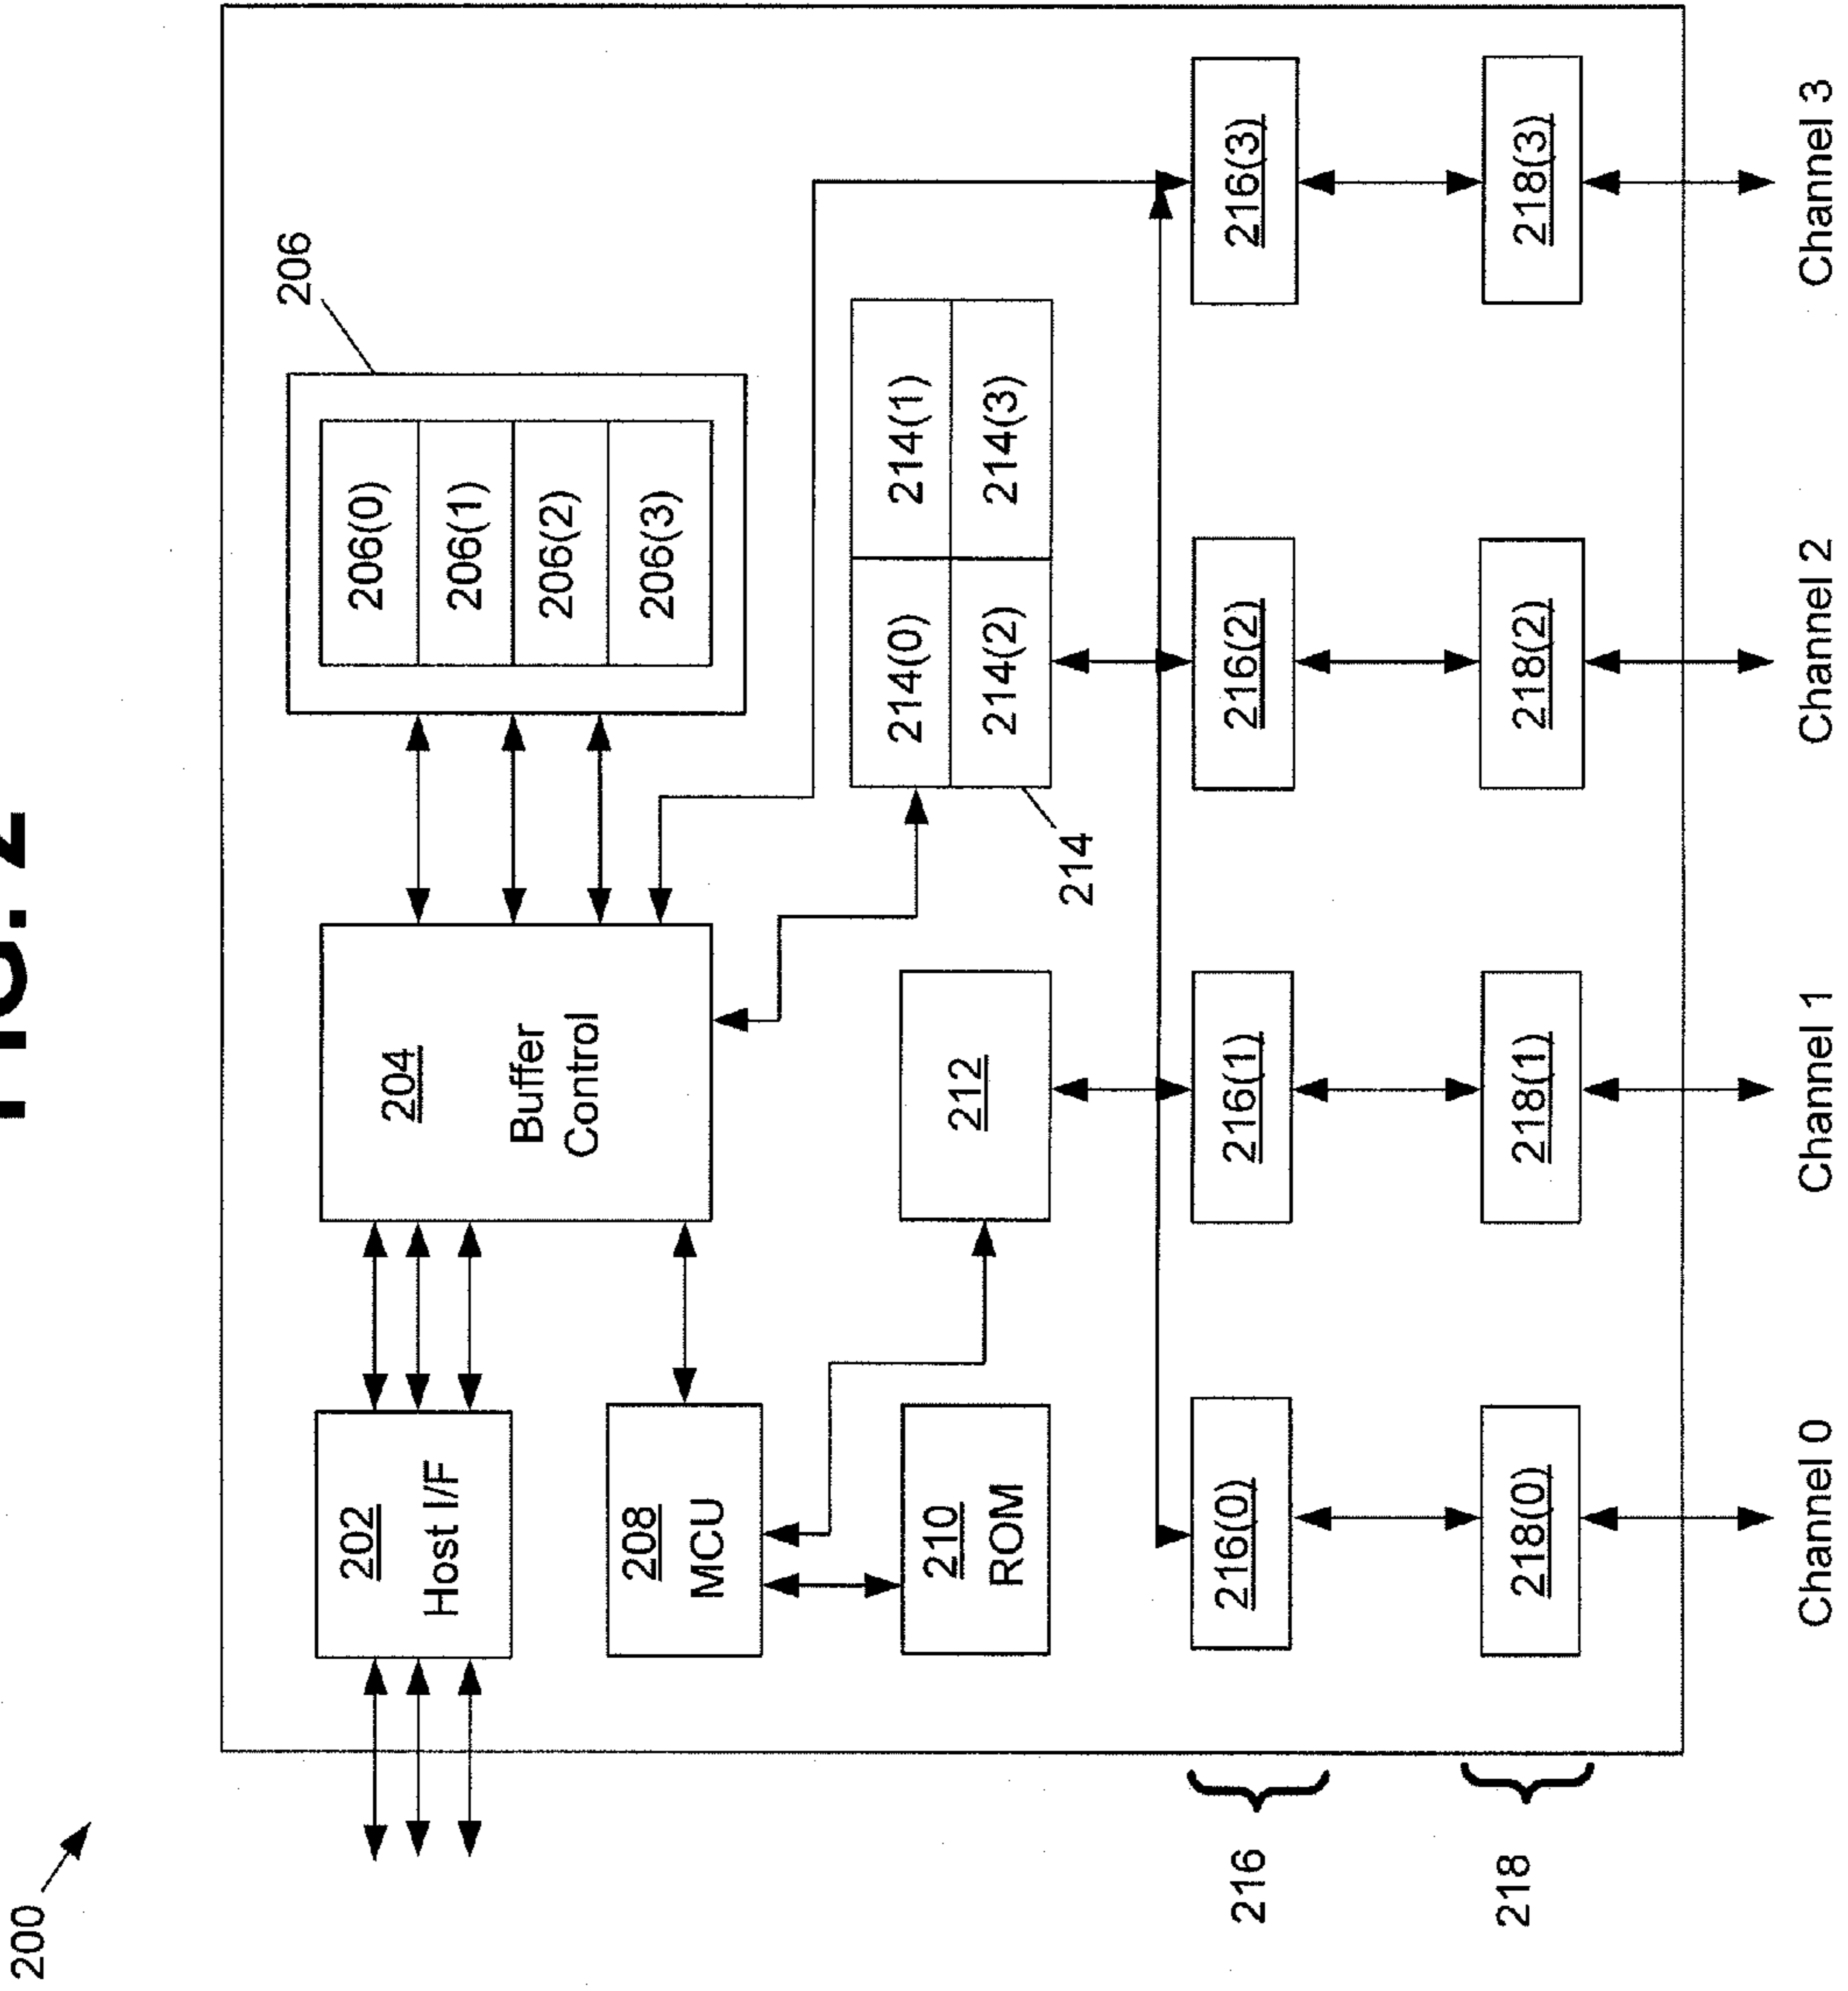 FIG. 2
200
202
Host I/F
204
Buffer
Control
206
206(0)
206(1)
206(2)
206(3)
208
MCU
210
ROM
212
214(0)
214(1)
214(2)
214(3)
214
216
216(0)
216(1)
216(2)
216(3)
218
218(0)
218(1)
218(2)
218(3)
Channel 0
Channel 1
Channel 2
Channel 3